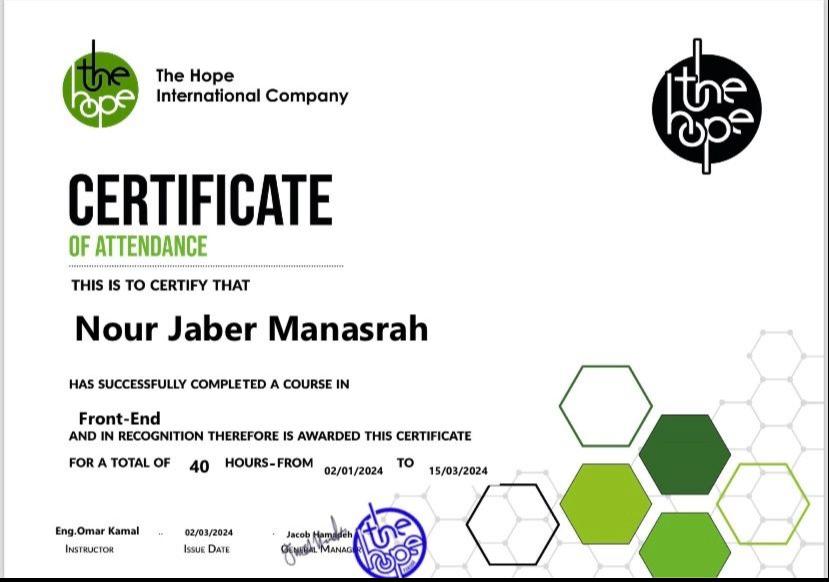 the
hope
The Hope
International Company
the
hope
CERTIFICATE
OF ATTENDANCE
THIS IS TO CERTIFY THAT
Nour Jaber Manasrah
HAS SUCCESSFULLY COMPLETED A COURSE IN
Front-End
AND IN RECOGNITION THEREFORE IS AWARDED THIS CERTIFICATE
FOR A TOTAL OF 40 HOURS-FROM 02/01/2024 TO 15/03/2024
Eng.Omar Kamal .. 02/03/2024 . Jacob Hamadeh
INSTRUCTOR ISSUE DATE GENERAL MANAGER
the
hope